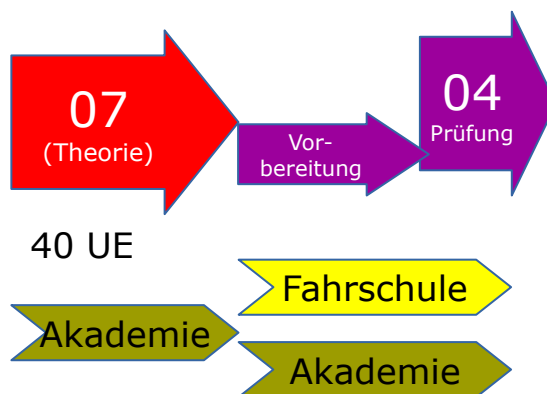 07
(Theorie)
Vor-
bereitung
04
Prüfung
40 UE
Fahrschule
Akademie
Akademie